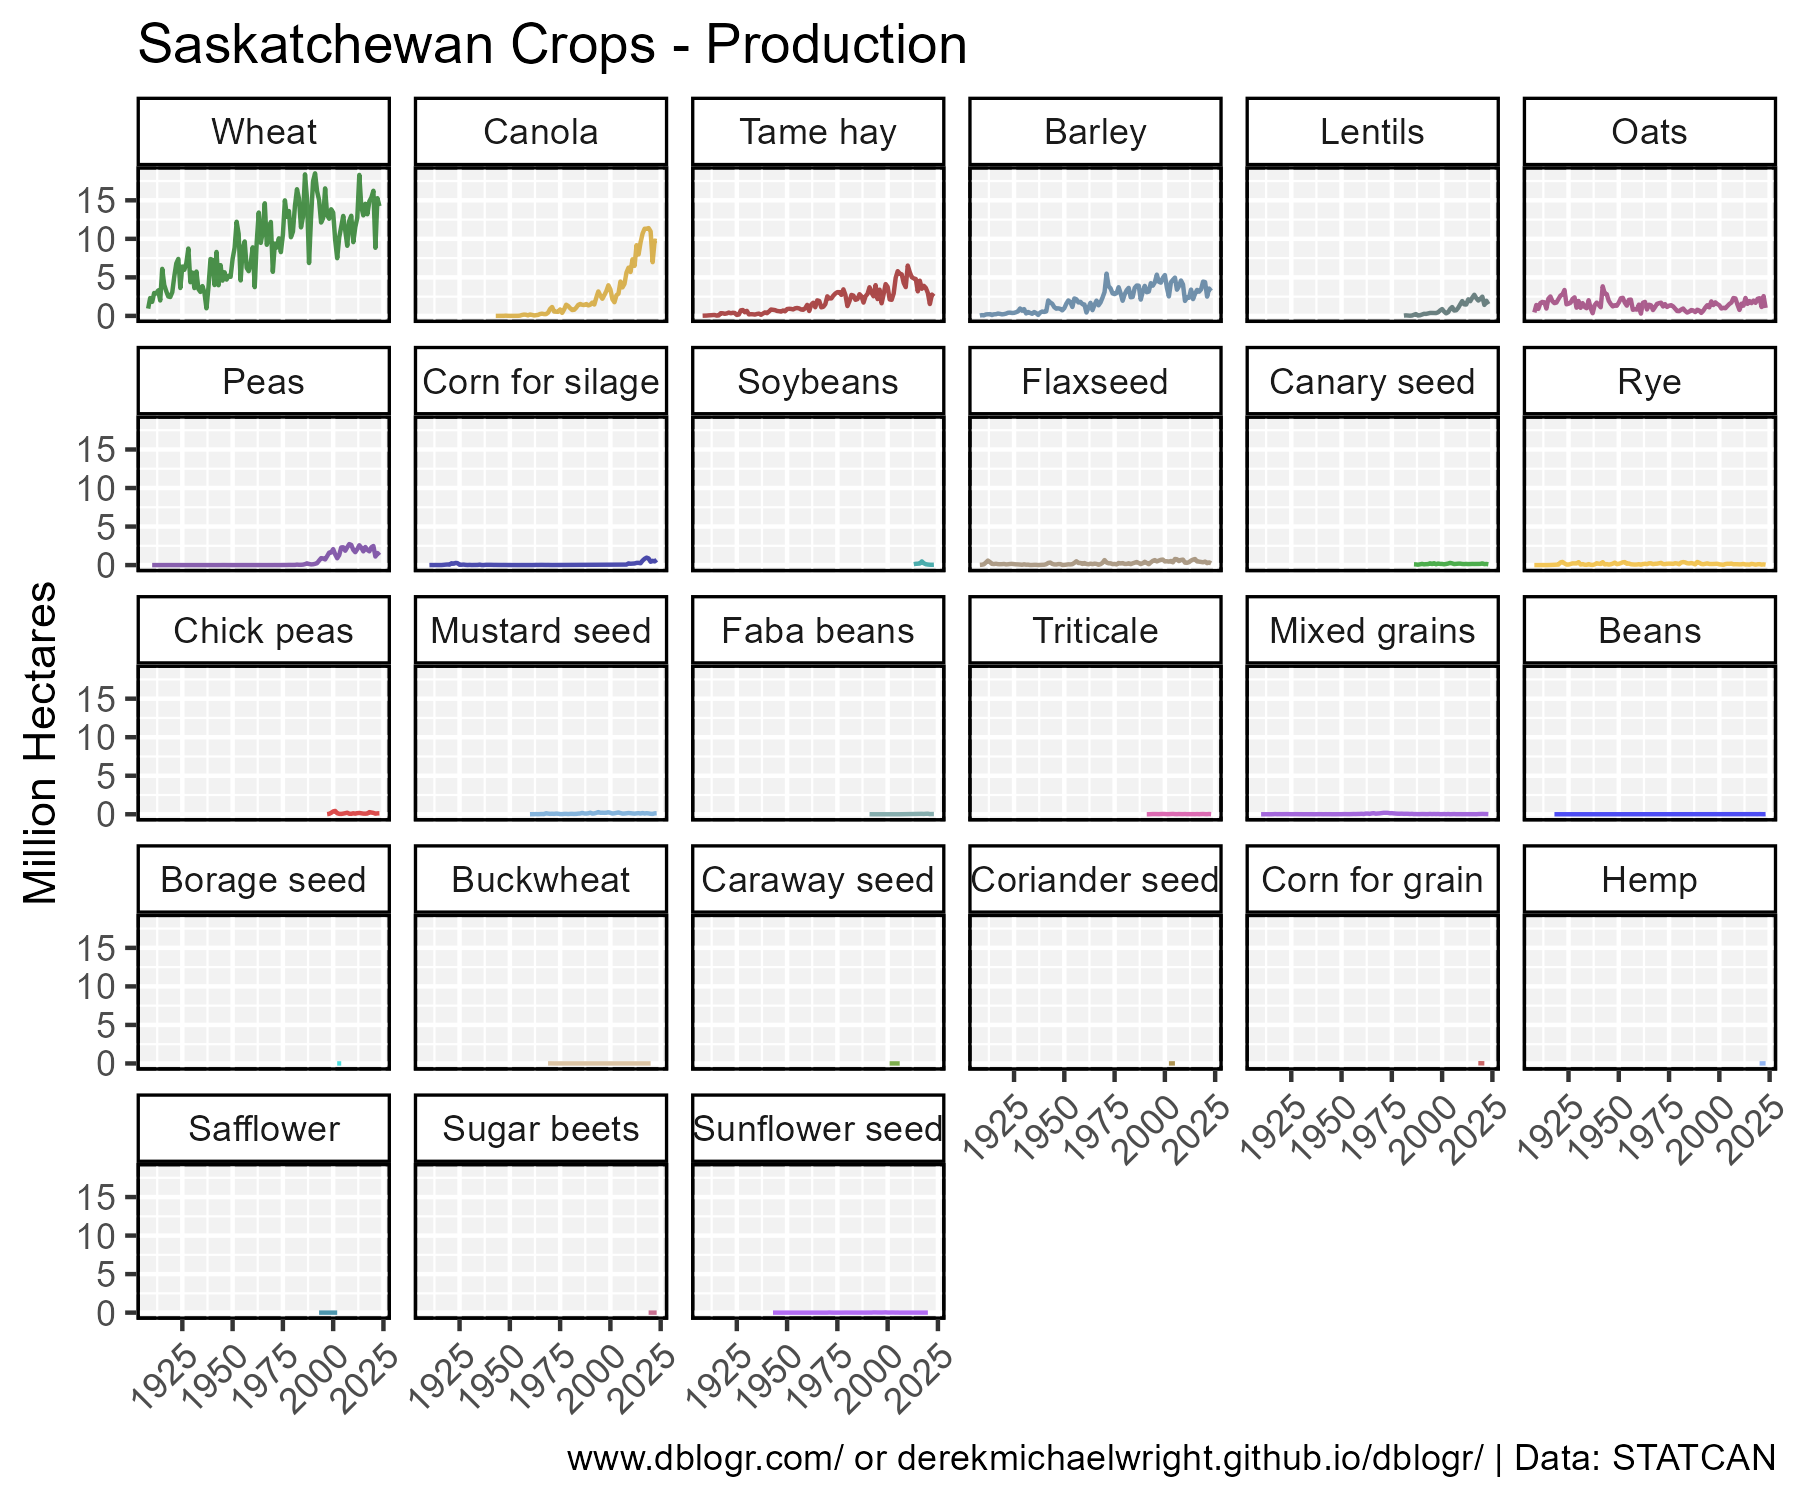 Saskatchewan Crops - Production
Wheat Canola Tame hay Barley Lentils Oats
15
10
5
0
Peas Corn for silage Soybeans Flaxseed Canary seed Rye
15
10
5
0
Million Hectares
Chick peas Mustard seed Faba beans Triticale Mixed grains Beans
15
10
5
0
Borage seed Buckwheat Caraway seed Coriander seed Corn for grain Hemp
15
10
5
0
1925 1950 1975 2000 2025 1925 1950 1975 2000 2025 1925 1950 1975 2000 2025
Safflower Sugar beets Sunflower seed
15
10
5
0
1925 1950 1975 2000 2025 1925 1950 1975 2000 2025 1925 1950 1975 2000 2025
www.dblogr.com/ or derekmichaelwright.github.io/dblogr/ | Data: STATCAN